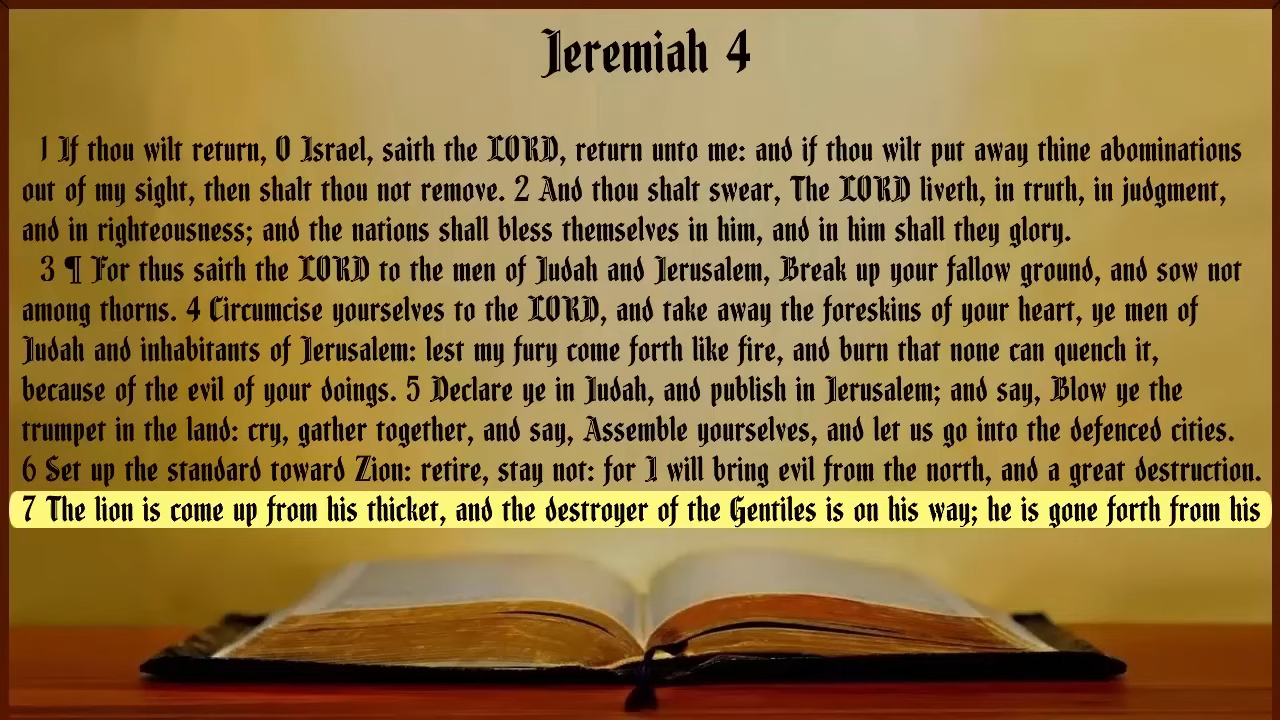 Jeremiah 4
1 If thou wilt return, O Israel, saith the LORD, return unto me: and if thou wilt put away thine abominations
out of my sight, then shalt thou not remove. 2 And thou shalt swear, The LORD liveth, in truth, in judgment,
and in righteousness; and the nations shall bless themselves in him, and in him shall they glory.
3 ¶ For thus saith the LORD to the men of Judah and Jerusalem, Break up your fallow ground, and sow not
among thorns. 4 Circumcise yourselves to the LORD, and take away the foreskins of your heart, ye men of
Judah and inhabitants of Jerusalem: lest my fury come forth like fire, and burn that none can quench it,
because of the evil of your doings. 5 Declare ye in Judah, and publish in Jerusalem; and say, Blow ye the
trumpet in the land: cry, gather together, and say, Assemble yourselves, and let us go into the defenced cities.
6 Set up the standard toward Zion: retire, stay not: for I will bring evil from the north, and a great destruction.
7 The lion is come up from his thicket, and the destroyer of the Gentiles is on his way; he is gone forth from his